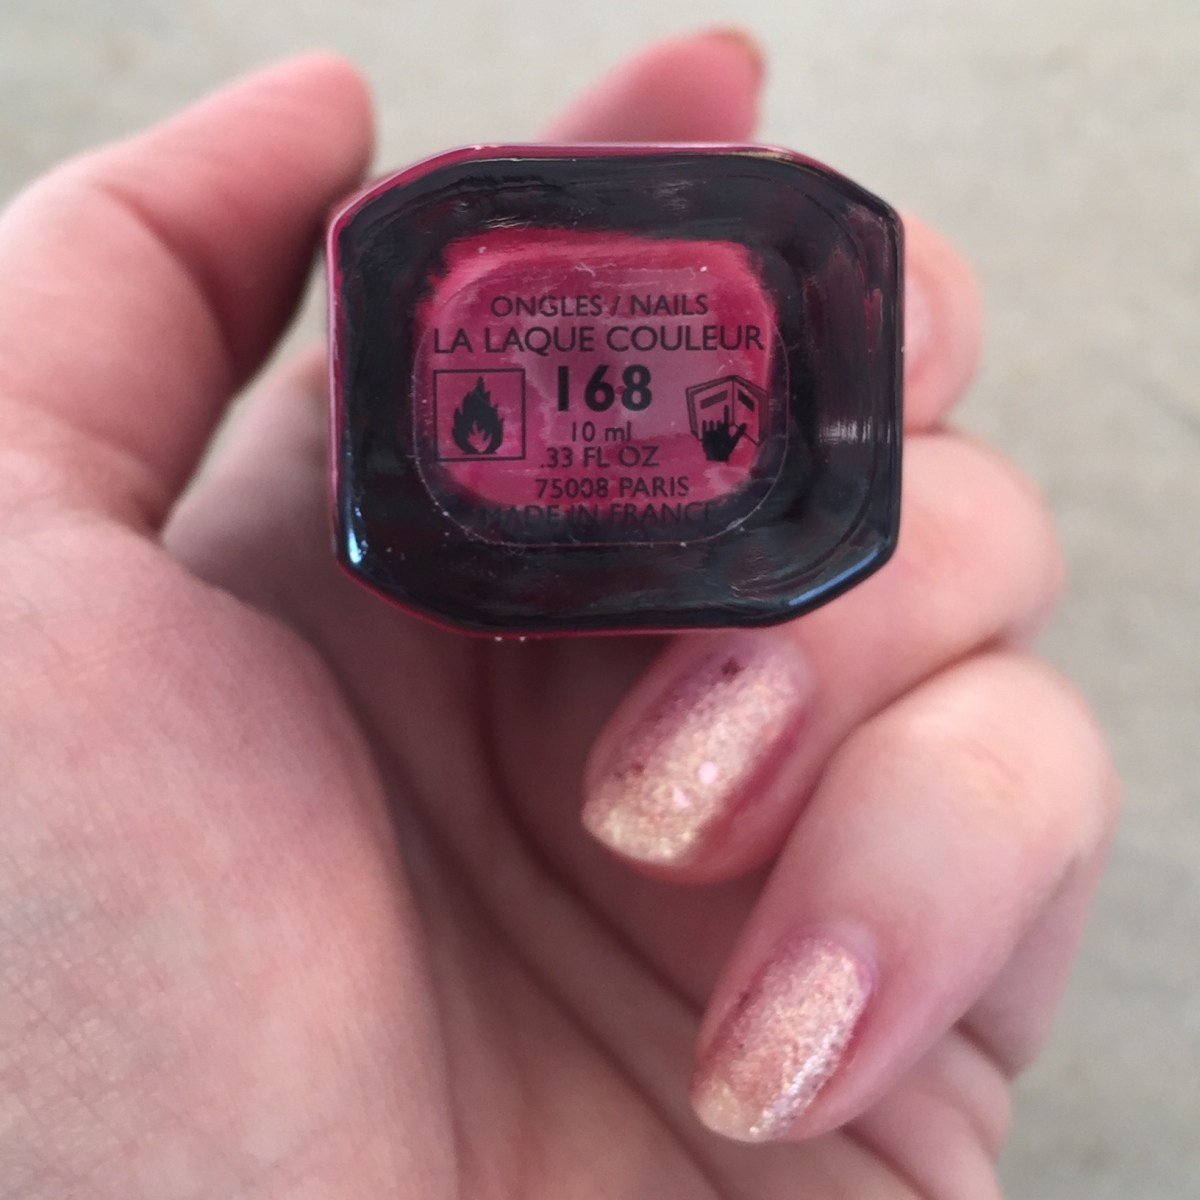 ONGLES / NAILS
LA LAQUE COULEUR
168
10 ml
.33 FL OZ
75008 PARIS
MADE IN FRANCE